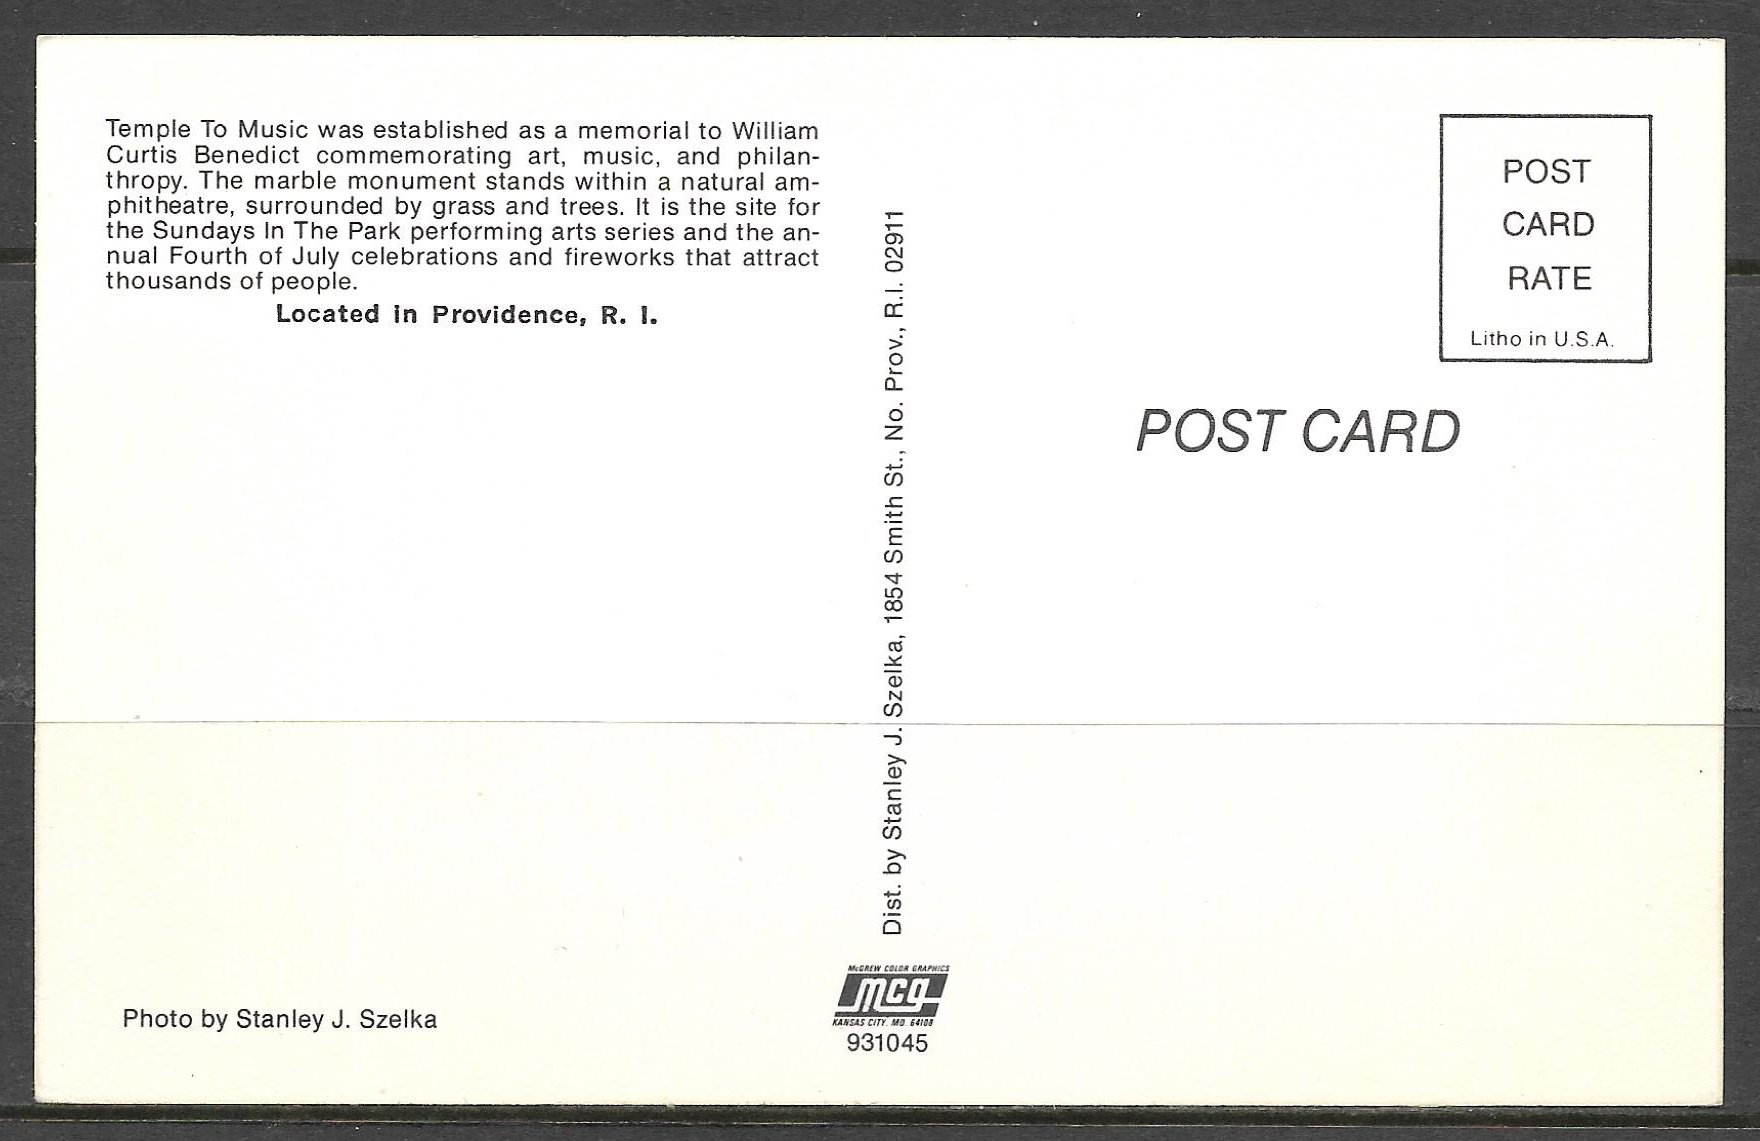 Temple To Music was established as a memorial to William
Curtis Benedict commemorating art, music, and philan-
thropy. The marble monument stands within a natural am-
phitheatre, surrounded by grass and trees. It is the site for
the Sundays In The Park performing arts series and the an-
nual Fourth of July celebrations and fireworks that attract
thousands of people.
Located in Providence, R. I.
Photo by Stanley J. Szelka
Dist. by Stanley J. Szelka, 1854 Smith St., No. Prov., R.I. 02911
McGREW COLOR GRAPHICS
mcg
KANSAS CITY, MO. 64108
931045
POST
CARD
RATE
Litho in U.S.A.
POST CARD